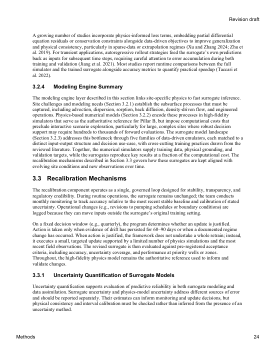 Revision draft
A growing number of studies incorporate physics-informed loss terms, embedding partial differential
equation residuals or conservation constraints alongside data-driven objectives to improve generalization
and physical consistency, particularly in sparse-data or extrapolation regimes (Xu and Zhang 2024; Zhu et
al. 2019). For transient applications, autoregressive rollout strategies feed the surrogate's own predictions
back as inputs for subsequent time steps, requiring careful attention to error accumulation during both
training and validation (Jiang et al. 2021). Most studies report runtime comparisons between the full
simulator and the trained surrogate alongside accuracy metrics to quantify practical speedup (Taccari et
al. 2022).
3.2.4 Modeling Engine Summary
The modeling engine layer described in this section links site-specific physics to fast surrogate inference.
Site challenges and modeling needs (Section 3.2.1) establish the subsurface processes that must be
captured, including advection, dispersion, sorption, back diffusion, density-driven flow, and engineered
operations. Physics-based numerical models (Section 3.2.2) encode those processes in high-fidelity
simulators that serve as the authoritative reference for Pillar B, but impose computational costs that
preclude interactive scenario exploration, particularly for large, complex sites where decision support
may require hundreds to thousands of forward evaluations. The surrogate model landscape
(Section 3.2.3) addresses this bottleneck through five families of data-driven emulators, each suited to a
distinct input-output structure and decision use-case, with cross-cutting training practices drawn from the
reviewed literature. Together, the numerical simulators supply training data, physical grounding, and
validation targets, while the surrogates reproduce key results at a fraction of the computational cost. The
recalibration mechanisms described in Section 3.3 govern how these surrogates are kept aligned with
evolving site conditions and new observations over time.
3.3 Recalibration Mechanisms
The recalibration component operates as a simple, governed loop designed for stability, transparency, and
regulatory credibility. During routine operations, the surrogate remains unchanged; the team conducts
monthly monitoring to track accuracy relative to the most recent stable baseline and calibration of stated
uncertainty. Operational changes (e.g., revisions to pumping schedules or boundary conditions) are
logged because they can move inputs outside the surrogate's original training setting.
On a fixed decision window (e.g., quarterly), the program determines whether an update is justified.
Action is taken only when evidence of drift has persisted for 60–90 days or when a documented regime
change has occurred. When action is justified, the framework does not undertake a whole retrain; instead,
it executes a small, targeted update supported by a limited number of physics simulations and the most
recent field observations. The revised surrogate is then evaluated against pre-registered acceptance
criteria, including accuracy, uncertainty coverage, and performance at priority wells or zones.
Throughout, the high-fidelity physics model remains the authoritative reference used to inform and
validate changes.
3.3.1 Uncertainty Quantification of Surrogate Models
Uncertainty quantification supports evaluation of predictive reliability in both surrogate modeling and
data assimilation. Surrogate uncertainty and physics-model uncertainty address different sources of error
and should be reported separately. Their estimates can inform monitoring and update decisions, but
physical consistency and interval calibration must be checked rather than inferred from the presence of an
uncertainty method.
Methods 24